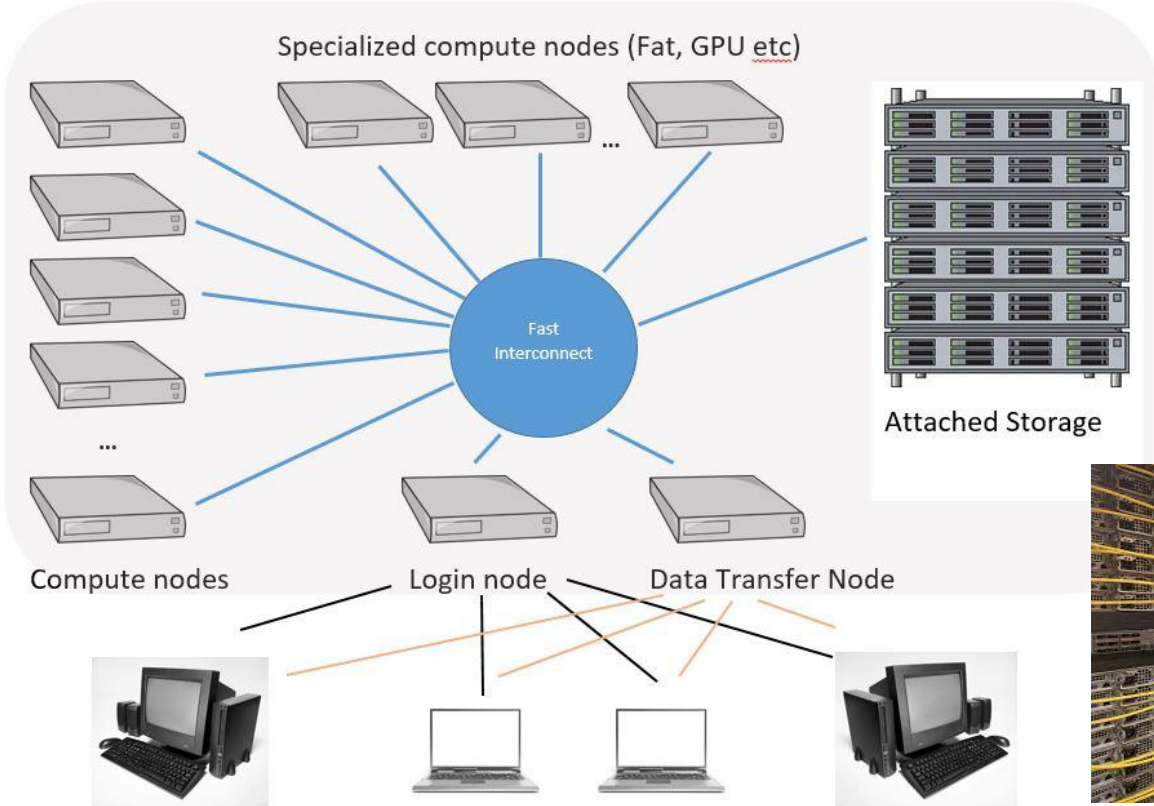 Specialized compute nodes (Fat, GPU etc)
...
Fast
Interconnect
Attached Storage
...
Compute nodes
Login node
Data Transfer Node